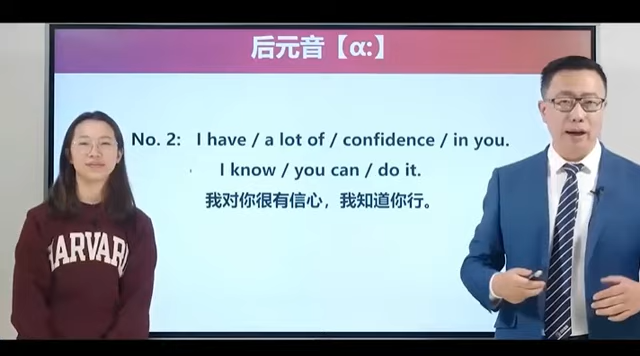 后元音【ɑ:】
No. 2: I have / a lot of / confidence / in you.
I know / you can / do it.
我对你很有信心，我知道你行。
HARVARD